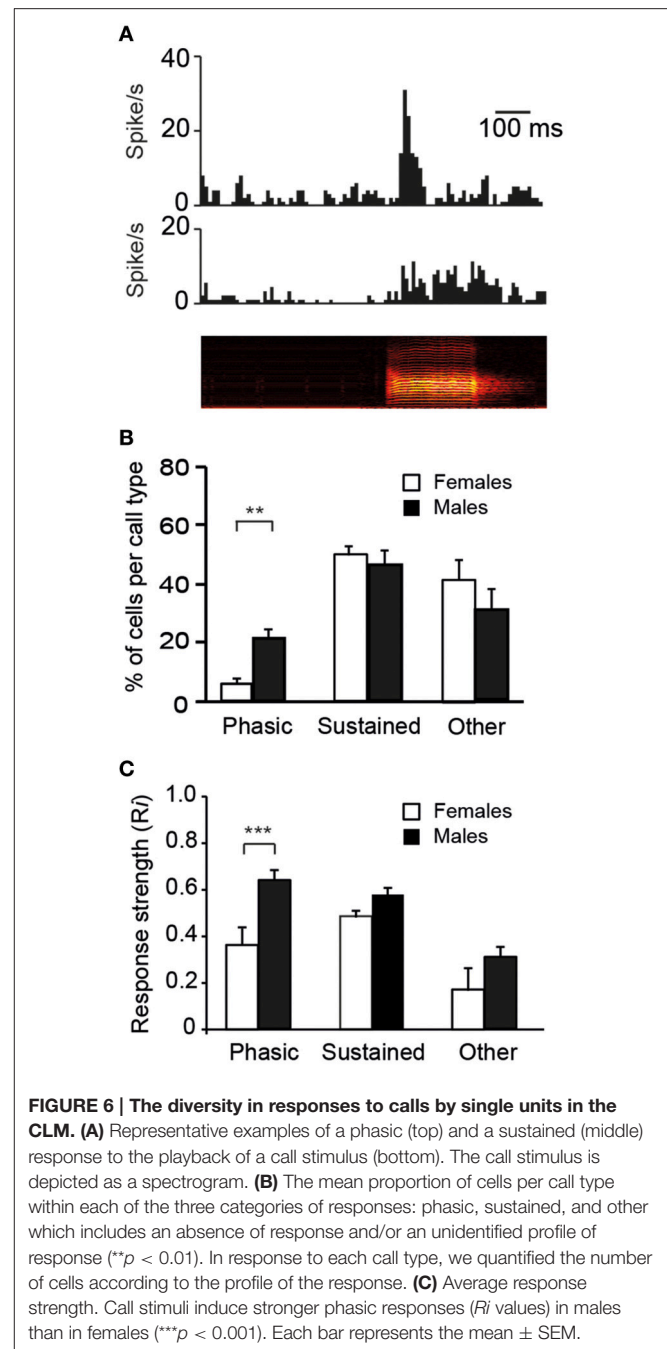 A
40
20
0
Spike/s
100 ms
20
0
Spike/s
B
80
60
40
20
0
% of cells per call type
**
Females
Males
Phasic Sustained Other
C
1.0
0.8
0.6
0.4
0.2
0
Response strength (Ri)
***
Females
Males
Phasic Sustained Other
FIGURE 6 | The diversity in responses to calls by single units in the
CLM. (A) Representative examples of a phasic (top) and a sustained (middle)
response to the playback of a call stimulus (bottom). The call stimulus is
depicted as a spectrogram. (B) The mean proportion of cells per call type
within each of the three categories of responses: phasic, sustained, and other
which includes an absence of response and/or an unidentified profile of
response (**p < 0.01). In response to each call type, we quantified the number
of cells according to the profile of the response. (C) Average response
strength. Call stimuli induce stronger phasic responses (Ri values) in males
than in females (***p < 0.001). Each bar represents the mean ± SEM.